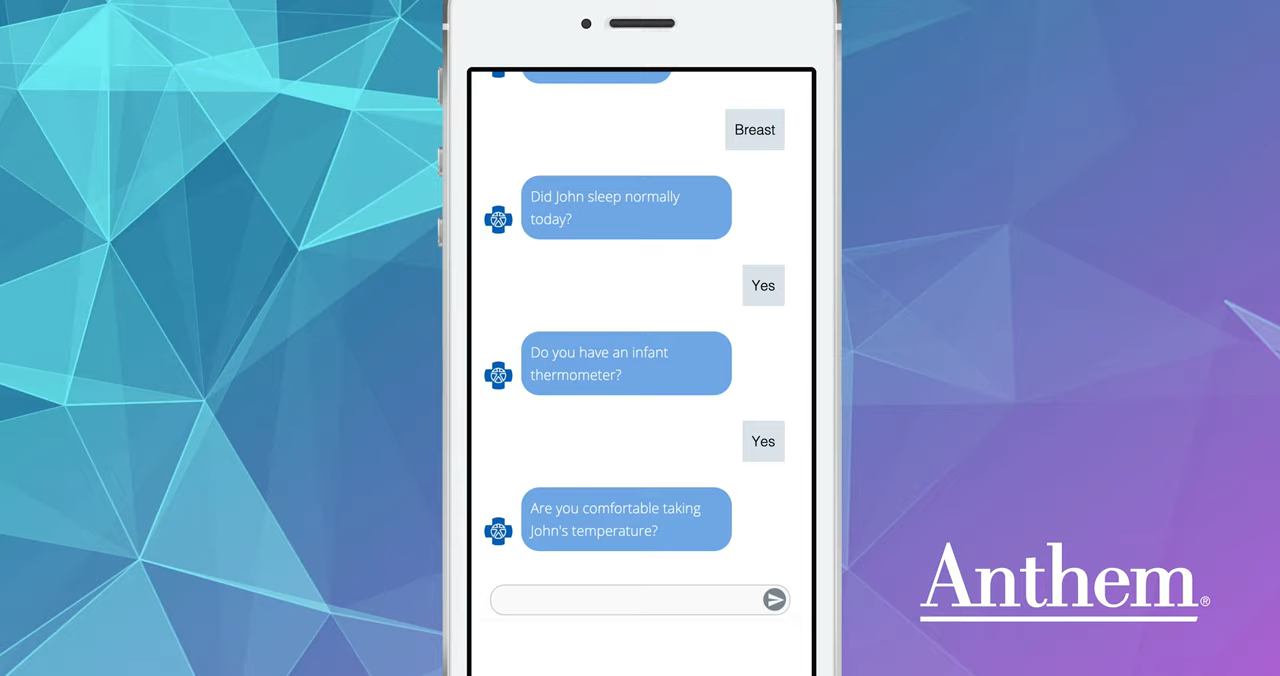 Breast
Did John sleep normally
today?
Yes
Do you have an infant
thermometer?
Yes
Are you comfortable taking
John's temperature?
Anthem®